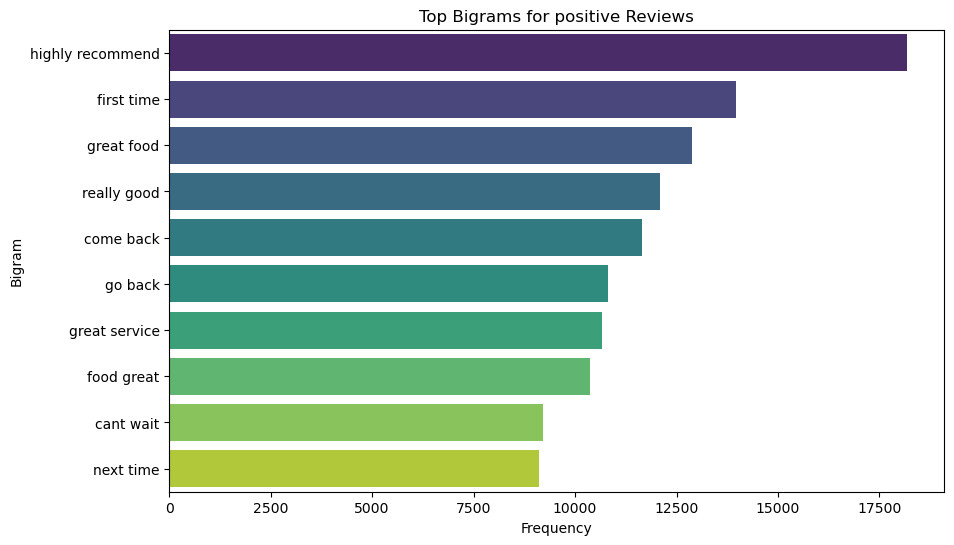 Top Bigrams for positive Reviews
highly recommend
first time
great food
really good
come back
go back
great service
food great
cant wait
next time
Bigram
0 2500 5000 7500 10000 12500 15000 17500
Frequency